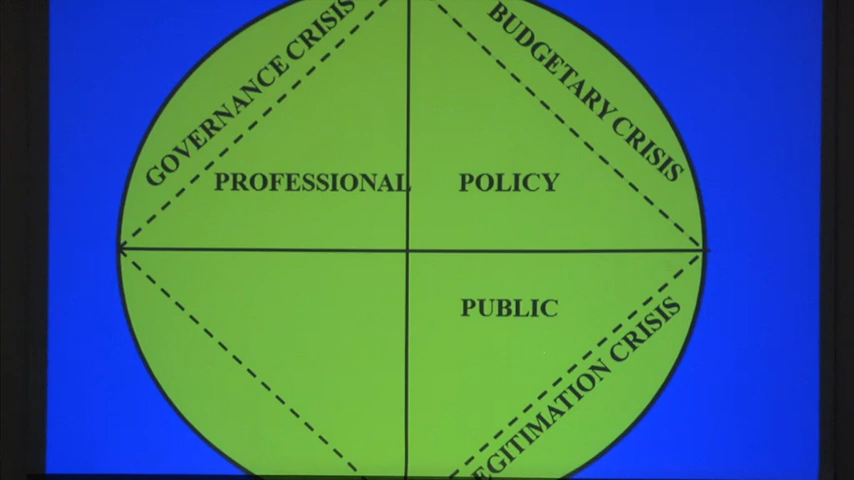 GOVERNANCE CRISIS
BUDGETARY CRISIS
PROFESSIONAL
POLICY
PUBLIC
EGITIMATION CRISIS